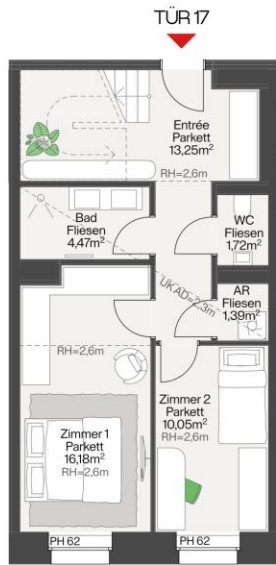 TÜR 17
Entrée
Parkett
13,25m²
RH=2,6m
Bad
Fliesen
4,47m²
WC
Fliesen
1,72m²
UKAD=2,3m
AR
Fliesen
1,39m²
RH=2,6m
Zimmer 1
Parkett
16,18m²
RH=2,6m
Zimmer 2
Parkett
10,05m²
RH=2,6m
PH 62
PH 62